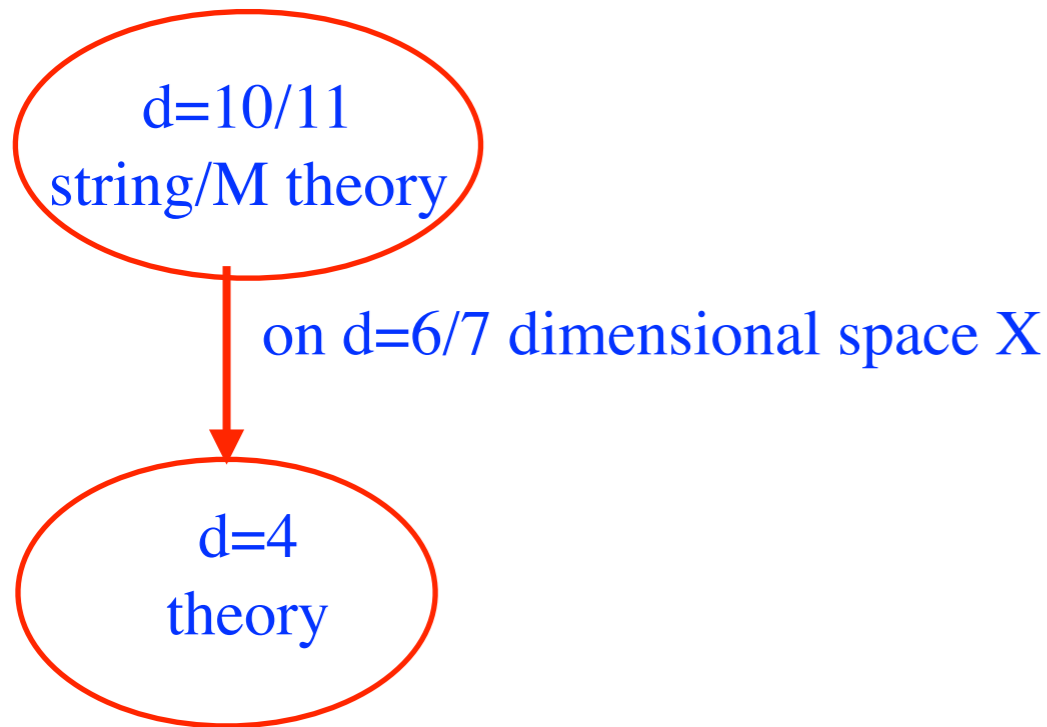 d=10/11
string/M theory
on d=6/7 dimensional space X
d=4
theory